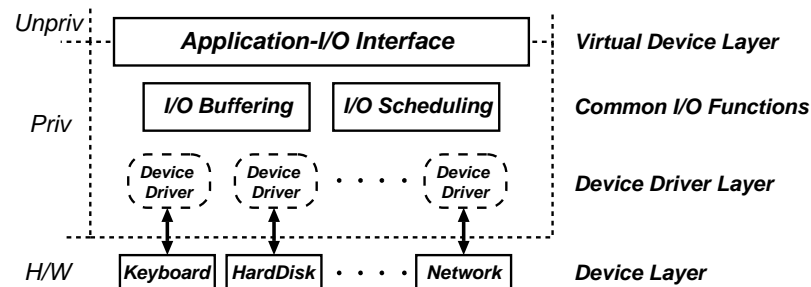 Unpriv
Application-I/O Interface
Virtual Device Layer
Priv
I/O Buffering
I/O Scheduling
Common I/O Functions
Device
Driver
Device
Driver
Device
Driver
Device Driver Layer
H/W
Keyboard
HardDisk
Network
Device Layer